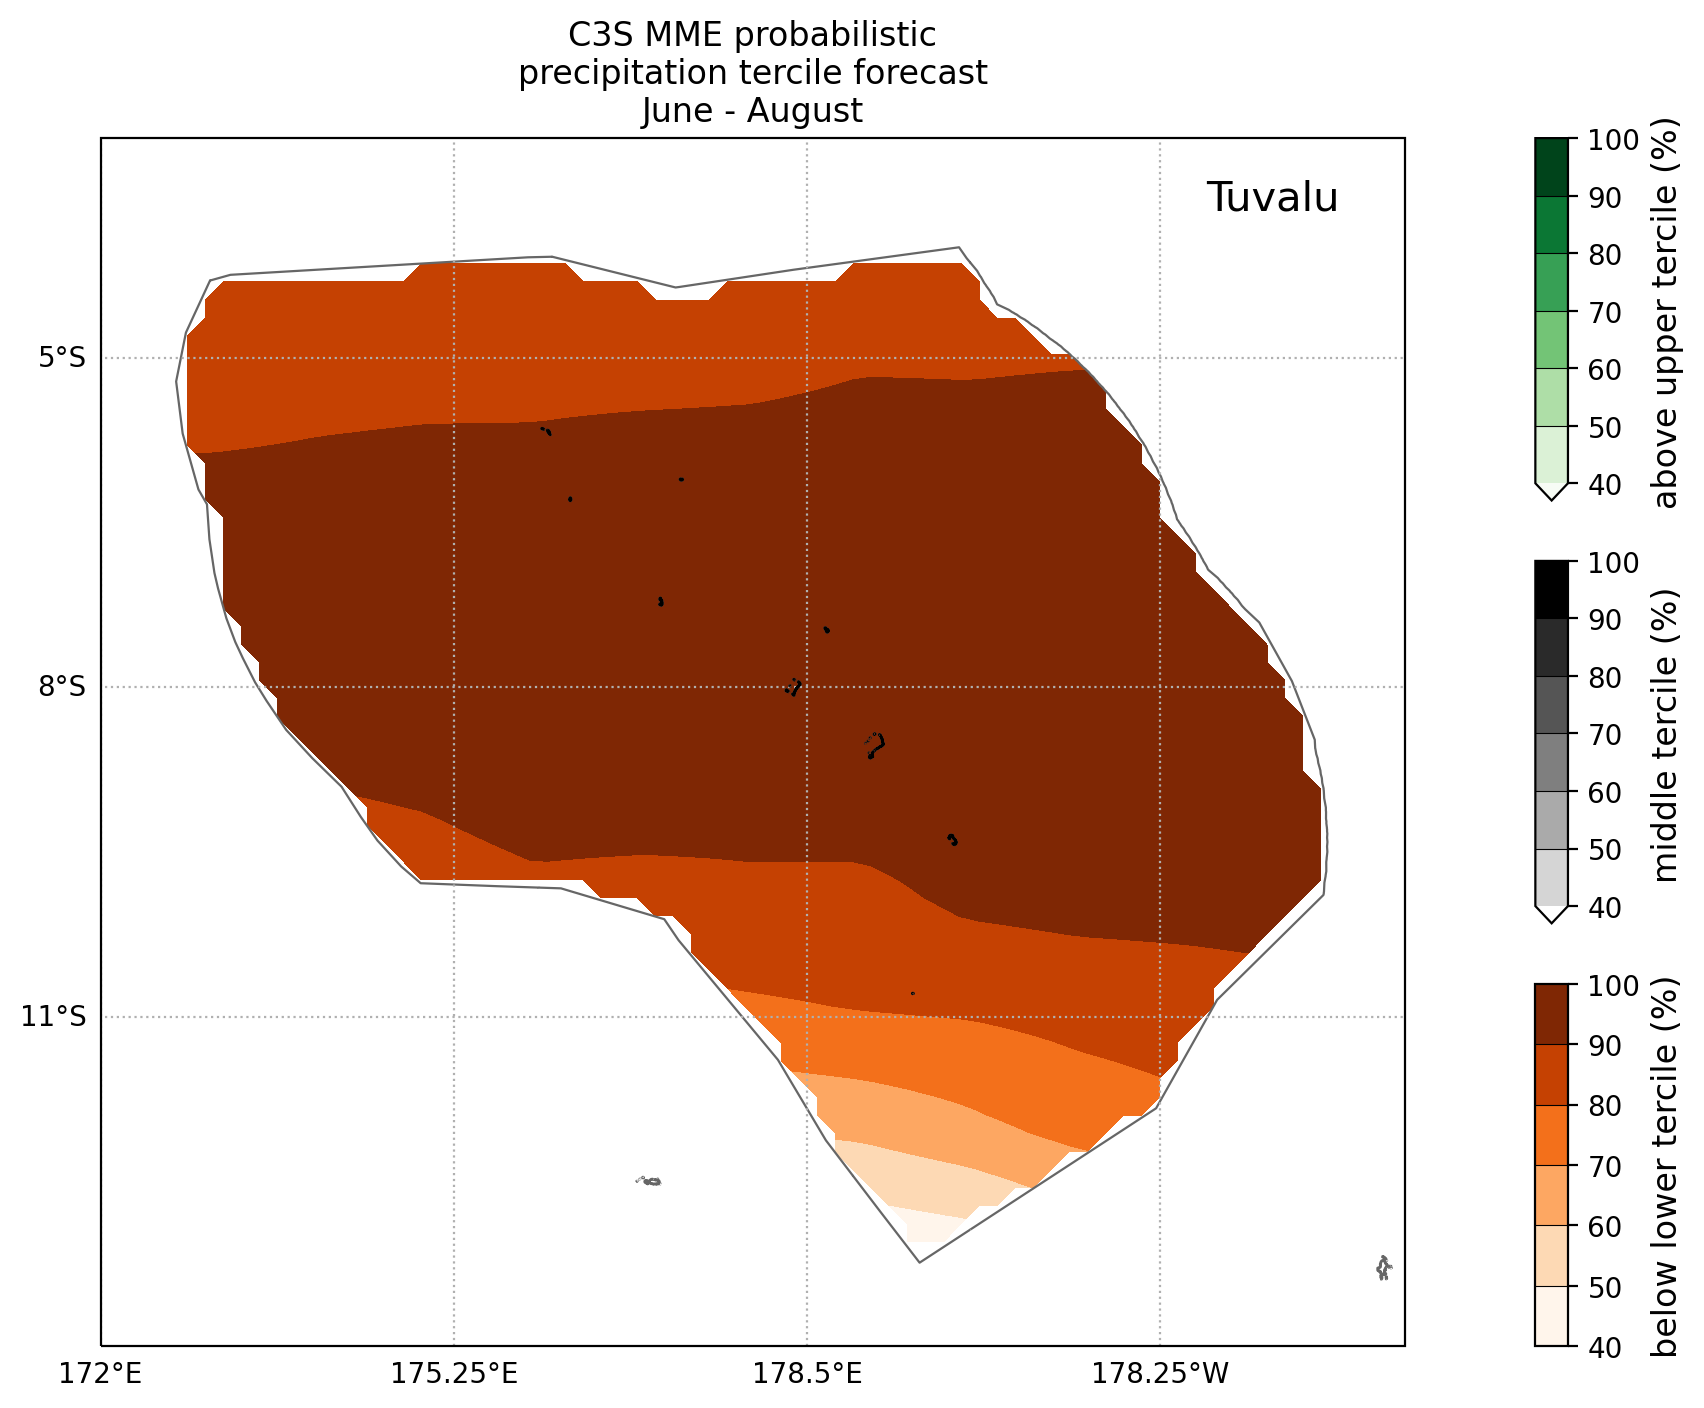 C3S MME probabilistic
precipitation tercile forecast
June - August
Tuvalu
5°S
8°S
11°S
172°E
175.25°E
178.5°E
178.25°W
100
90
80
70
60
50
40
above upper tercile (%)
100
90
80
70
60
50
40
middle tercile (%)
100
90
80
70
60
50
40
below lower tercile (%)